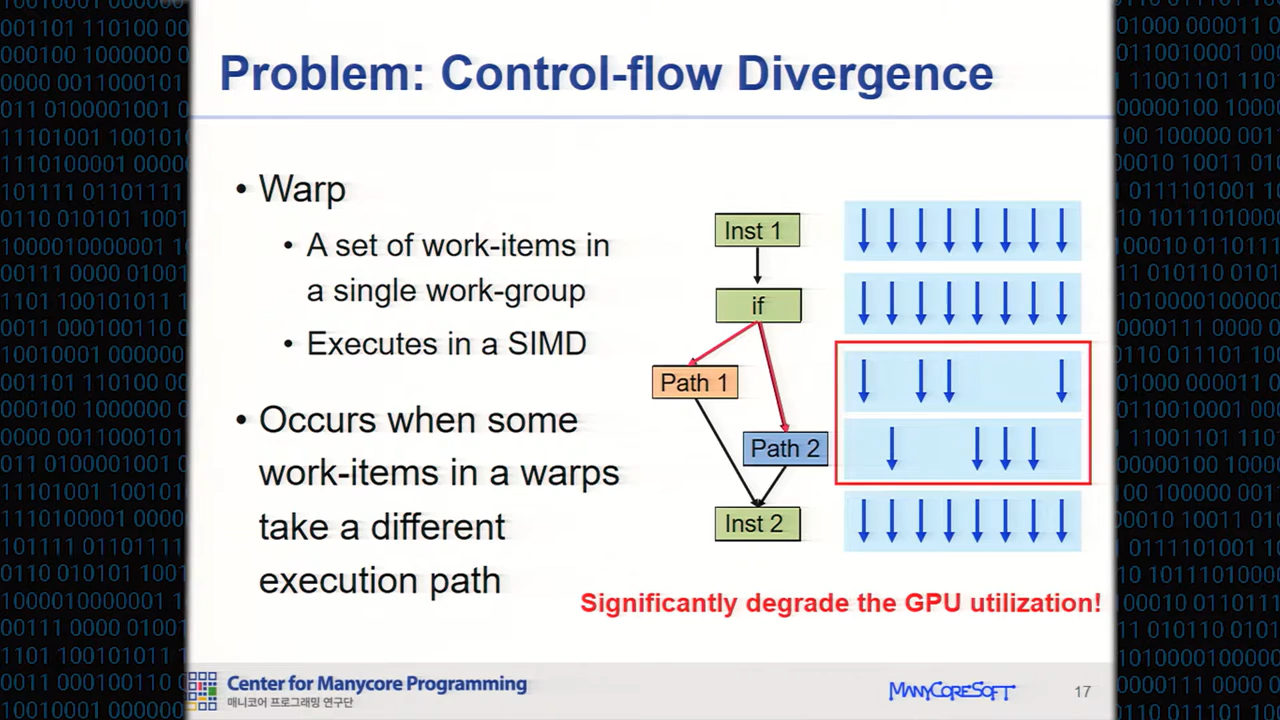 Problem: Control-flow Divergence
• Warp
• A set of work-items in
a single work-group
• Executes in a SIMD
• Occurs when some
work-items in a warps
take a different
execution path
Inst 1
if
Path 1
Path 2
Inst 2
Significantly degrade the GPU utilization!
Center for Manycore Programming
매니코어 프로그래밍 연구단
MANYCORESOFT
17